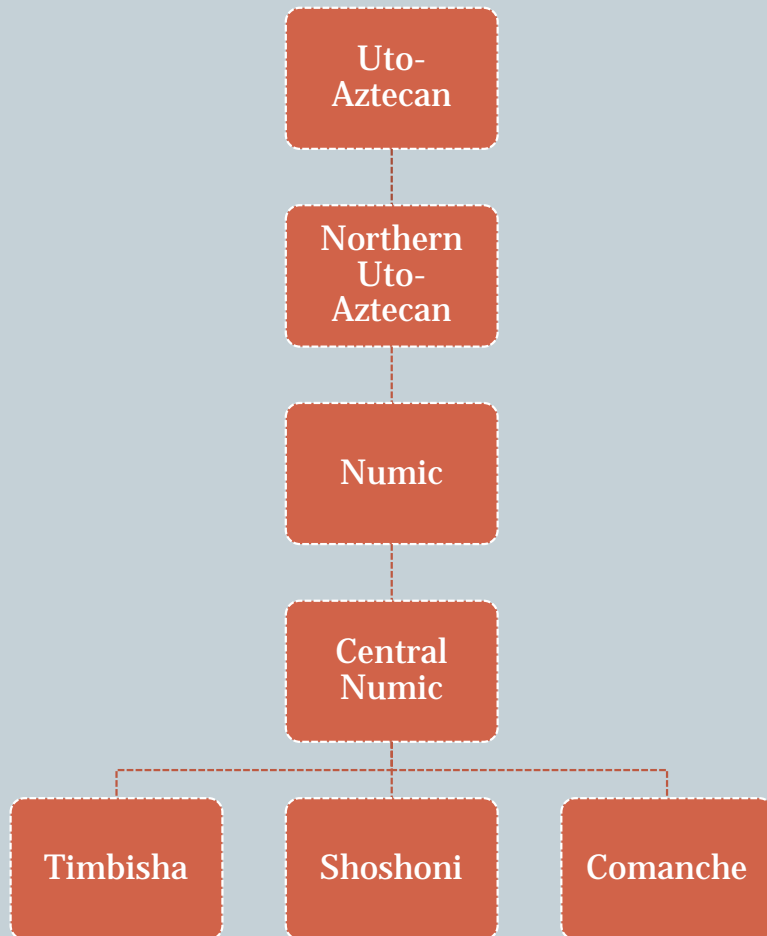 Uto-
Aztecan
Northern
Uto-
Aztecan
Numic
Central
Numic
Timbisha
Shoshoni
Comanche